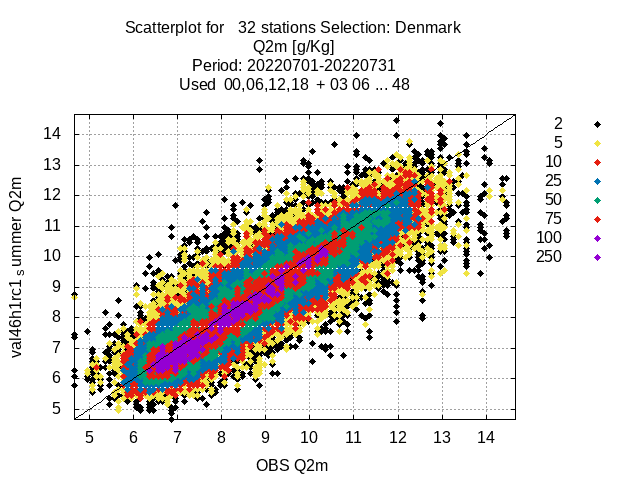 Scatterplot for   32 stations Selection: Denmark
Q2m [g/Kg]
Period: 20220701-20220731
Used  00,06,12,18  + 03 06 ... 48
14
13
12
11
10
9
8
7
6
5
val46h1rc1 s ummer Q2m
5 6 7 8 9 10 11 12 13 14
OBS Q2m
2
5
10
25
50
75
100
250